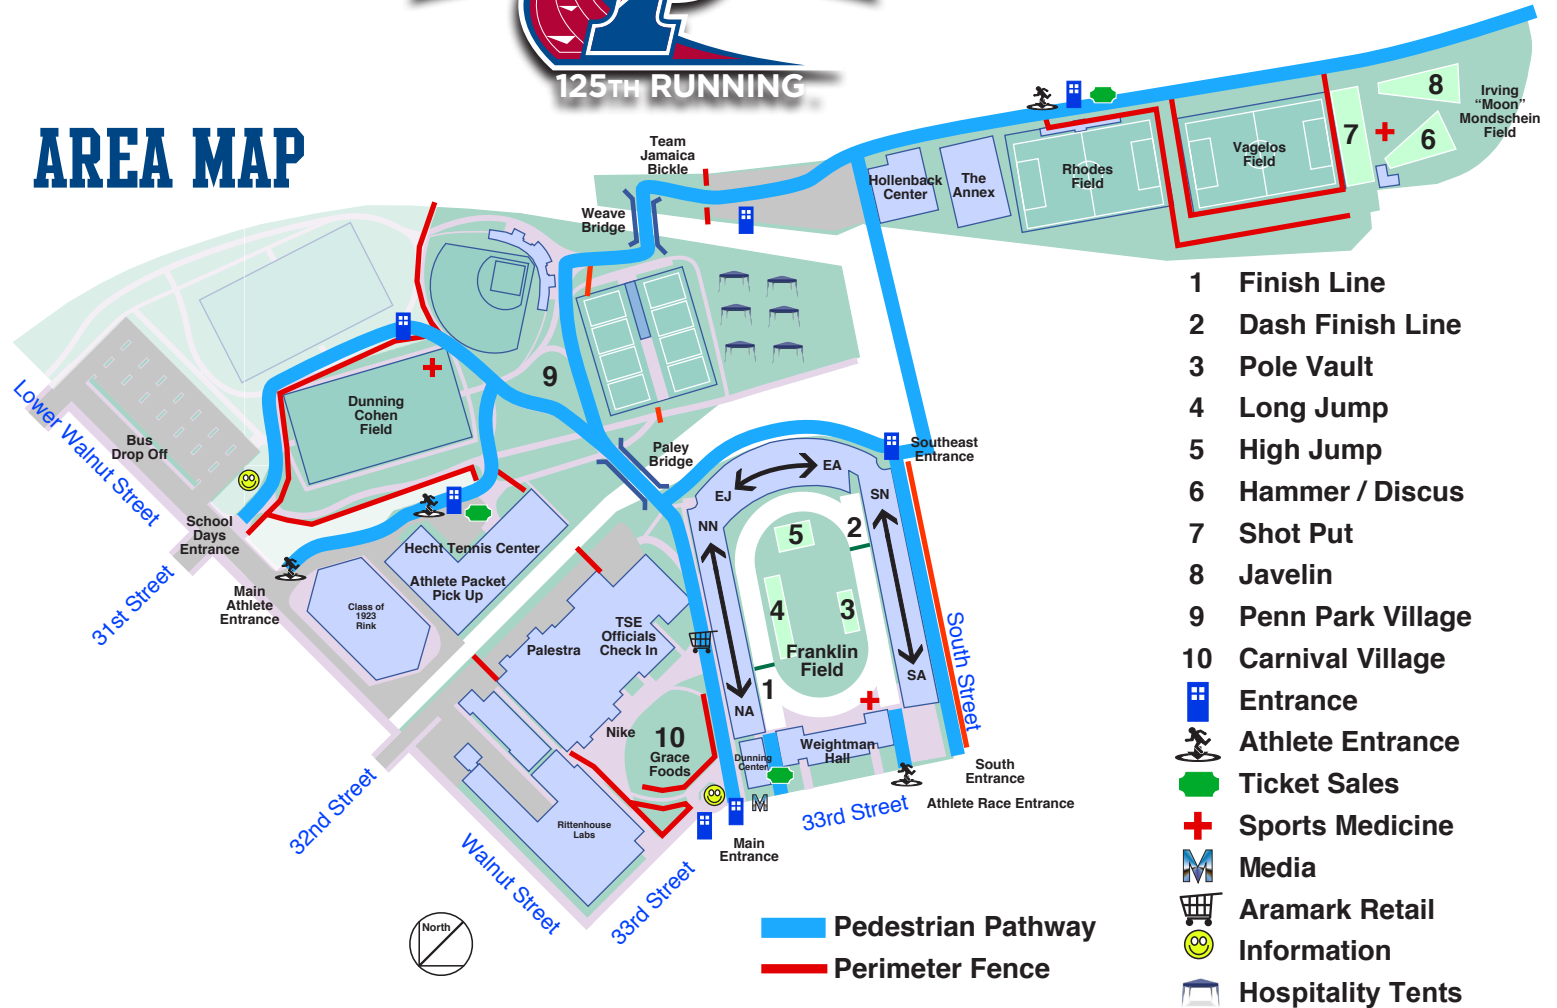 125TH RUNNING
AREA MAP
Team
Jamaica
Bickle
Weave
Bridge
Hollenback
Center
The
Annex
Rhodes
Field
Vagelos
Field
7
8
6
Irving
“Moon”
Mondschein
Field
Lower Walnut Street
Bus
Drop Off
Dunning
Cohen
Field
9
Paley
Bridge
Southeast
Entrance
School
Days
Entrance
31st Street
Main
Athlete
Entrance
Hecht Tennis Center
Athlete Packet
Pick Up
Class of
1923
Rink
Palestra
TSE
Officials
Check In
Nike
10
Grace
Foods
EJ
EA
NN
SN
NA
SA
5
2
4
3
1
Franklin
Field
South Street
Dunning
Center
Weightman
Hall
South
Entrance
Athlete Race Entrance
33rd Street
M
Main
Entrance
Rittenhouse
Labs
32nd Street
Walnut Street
33rd Street
North
Pedestrian Pathway
Perimeter Fence
1 Finish Line
2 Dash Finish Line
3 Pole Vault
4 Long Jump
5 High Jump
6 Hammer / Discus
7 Shot Put
8 Javelin
9 Penn Park Village
10 Carnival Village
Entrance
Athlete Entrance
Ticket Sales
Sports Medicine
M Media
Aramark Retail
Information
Hospitality Tents